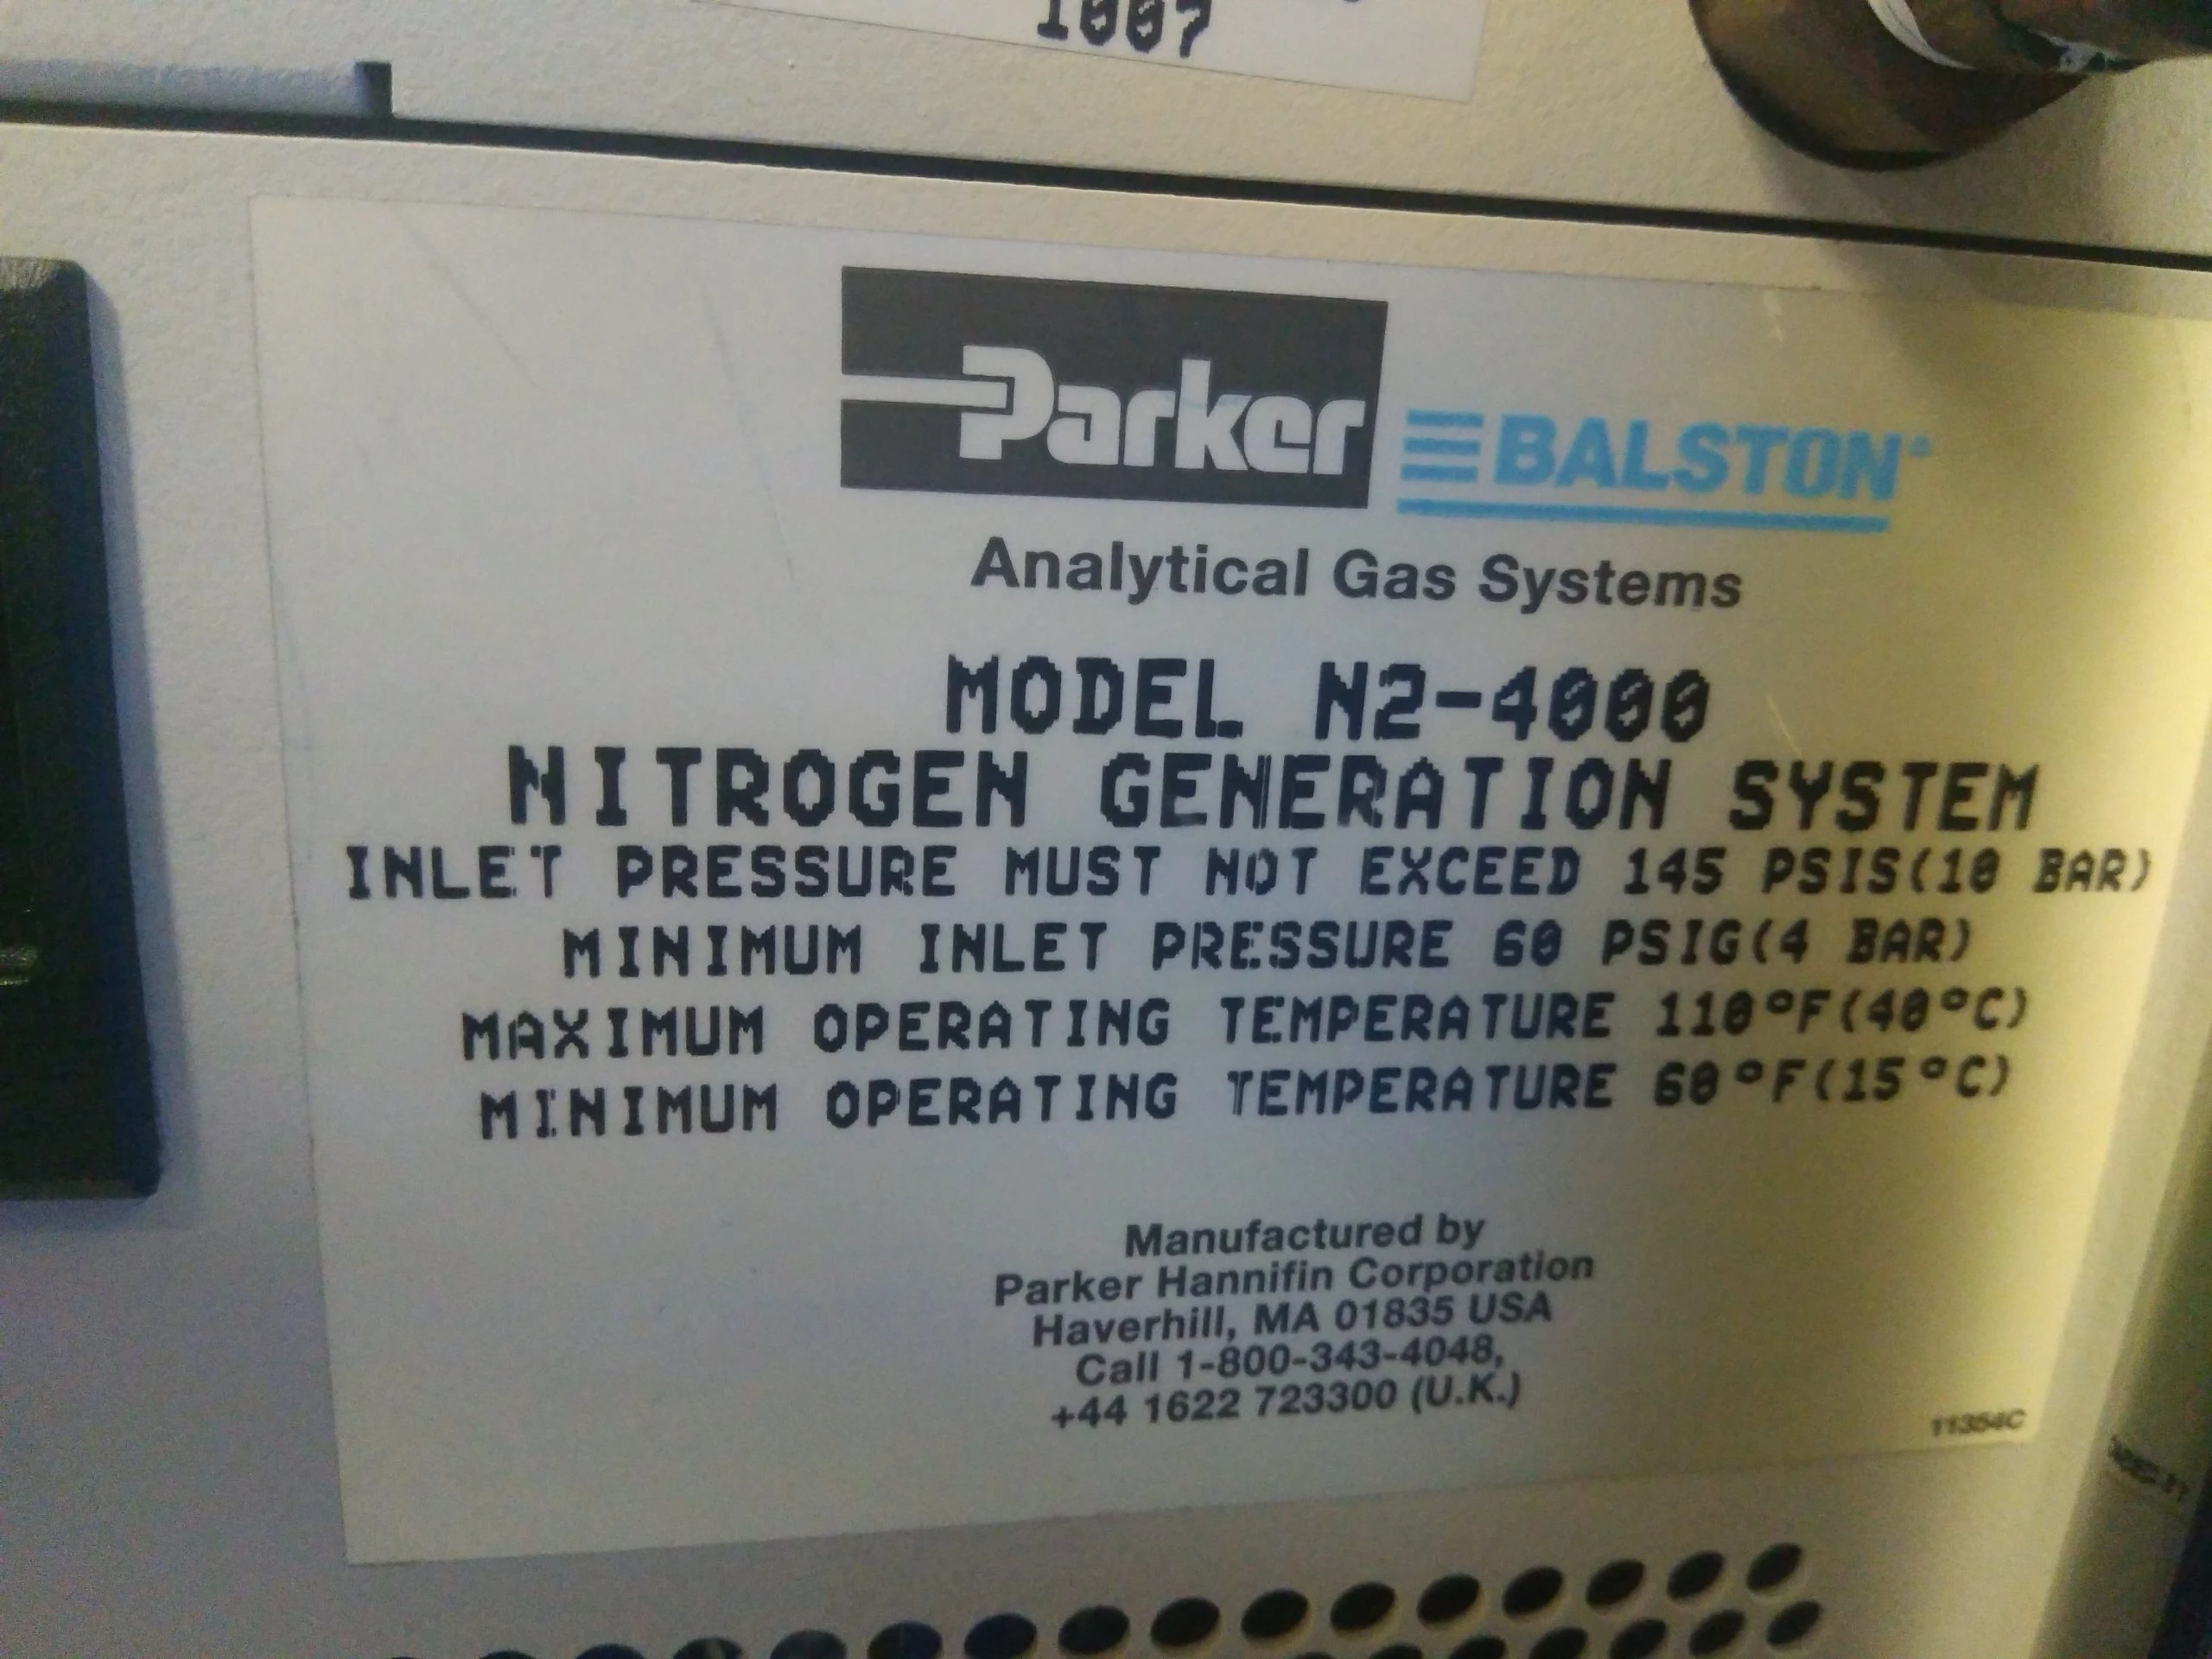 1007
Parker BALSTON
Analytical Gas Systems
MODEL N2-4000
NITROGEN GENERATION SYSTEM
INLET PRESSURE MUST NOT EXCEED 145 PSIS(10 BAR)
MINIMUM INLET PRESSURE 60 PSIG(4 BAR)
MAXIMUM OPERATING TEMPERATURE 110°F(40°C)
MINIMUM OPERATING TEMPERATURE 60°F(15°C)
Manufactured by
Parker Hannifin Corporation
Haverhill, MA 01835 USA
Call 1-800-343-4048,
+44 1622 723300 (U.K.)
11354C